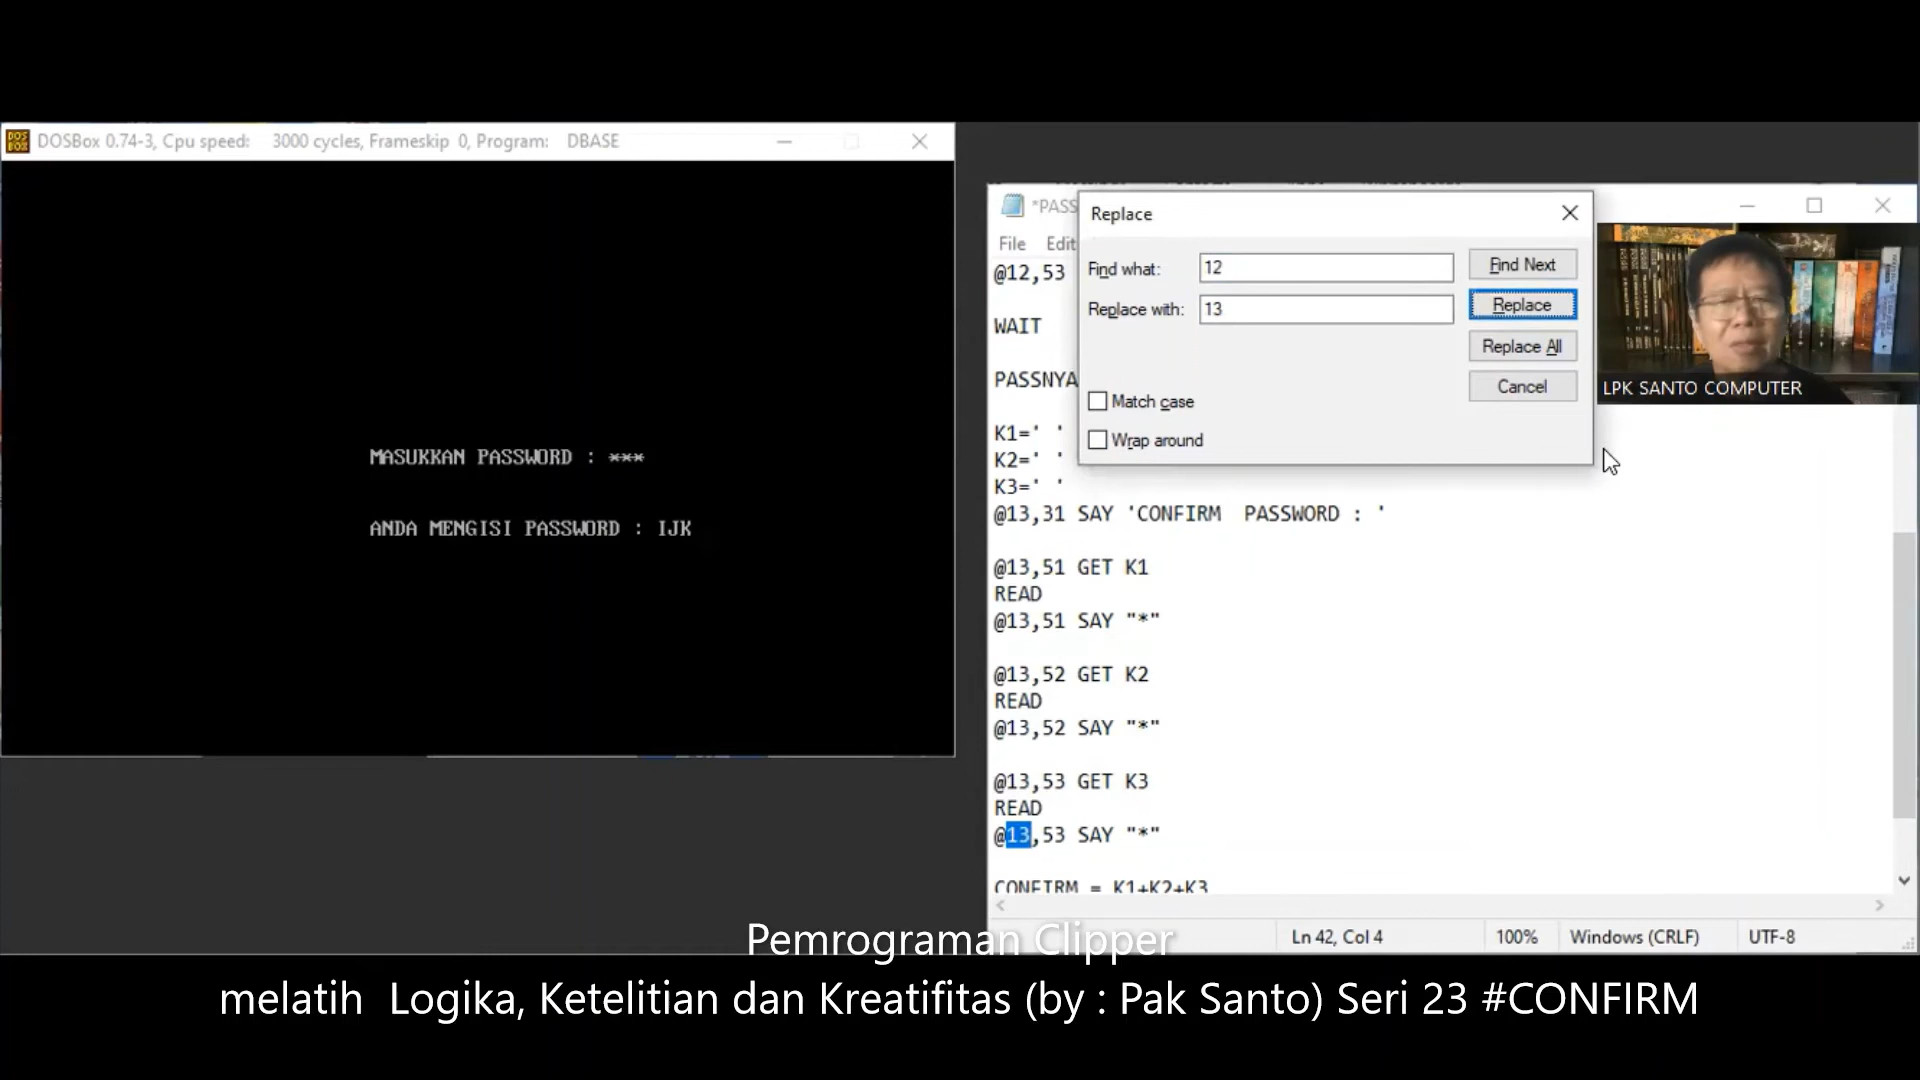 DOSBox 0.74-3, Cpu speed: 3000 cycles, Frameskip 0, Program: DBASE
MASUKKAN PASSWORD : ***
ANDA MENGISI PASSWORD : IJK
*PASS
File Edit
@12,53
WAIT
PASSNYA
K1=' '
K2=' '
K3=' '
@13,31 SAY 'CONFIRM  PASSWORD : '
@13,51 GET K1
READ
@13,51 SAY "*"
@13,52 GET K2
READ
@13,52 SAY "*"
@13,53 GET K3
READ
@13,53 SAY "*"
CONFIRM = K1+K2+K3
Replace
Find what: 12
Replace with: 13
Find Next
Replace
Replace All
Cancel
Match case
Wrap around
LPK SANTO COMPUTER
Ln 42, Col 4
100%
Windows (CRLF)
UTF-8
Pemrograman Clipper
melatih Logika, Ketelitian dan Kreatifitas (by : Pak Santo) Seri 23 #CONFIRM